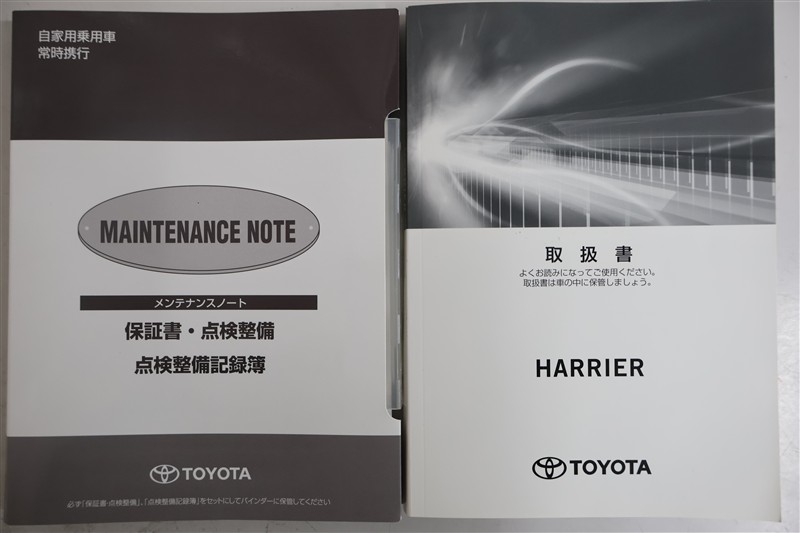 自家用乗用車
常時携行
MAINTENANCE NOTE
メンテナンスノート
保証書・点検整備
点検整備記録簿
TOYOTA
必ず「保証書・点検整備」、「点検整備記録簿」をセットにしてバインダーに保管してください
取扱書
よくお読みになってご使用ください。
取扱書は車の中に保管しましょう。
HARRIER
TOYOTA